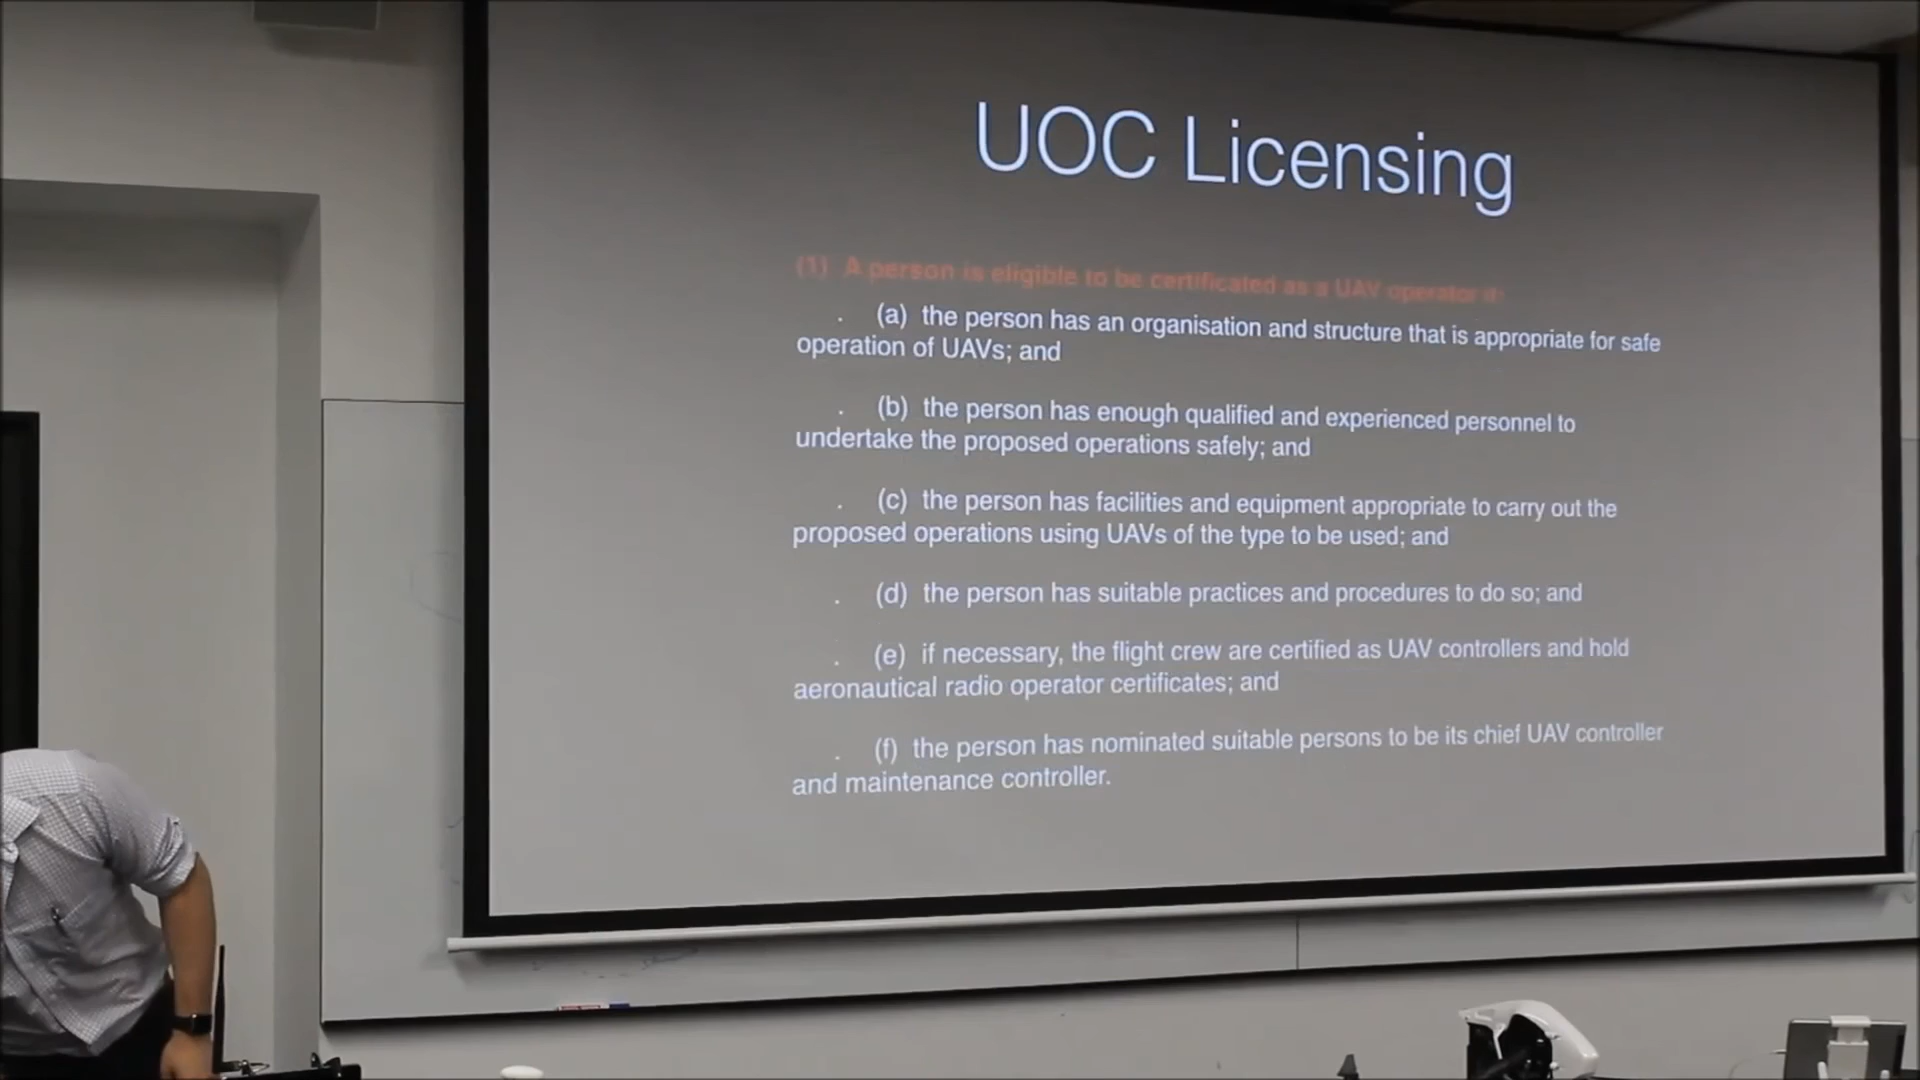 UOC Licensing
(1) A person is eligible to be certificated as a UAV operator if:
. (a) the person has an organisation and structure that is appropriate for safe
operation of UAVs; and
. (b) the person has enough qualified and experienced personnel to
undertake the proposed operations safely; and
. (c) the person has facilities and equipment appropriate to carry out the
proposed operations using UAVs of the type to be used; and
. (d) the person has suitable practices and procedures to do so; and
. (e) if necessary, the flight crew are certified as UAV controllers and hold
aeronautical radio operator certificates; and
. (f) the person has nominated suitable persons to be its chief UAV controller
and maintenance controller.